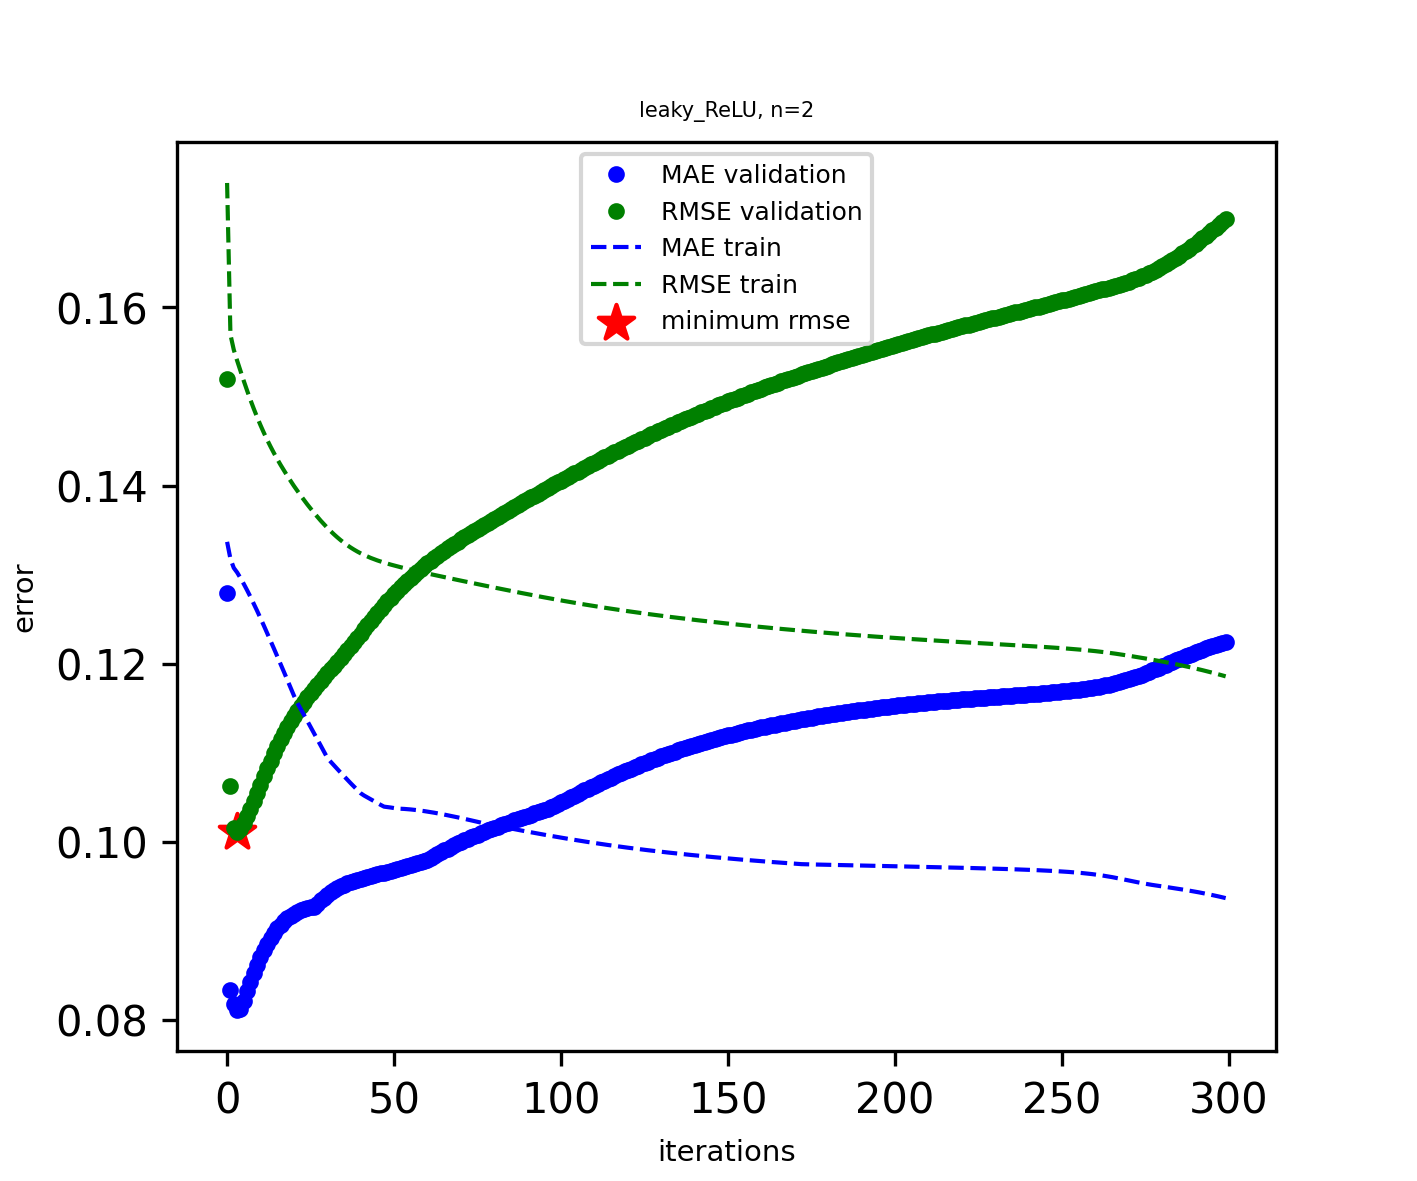 leaky_ReLU, n=2
MAE validation
RMSE validation
MAE train
RMSE train
minimum rmse
0.16
0.14
0.12
0.10
0.08
error
0 50 100 150 200 250 300
iterations